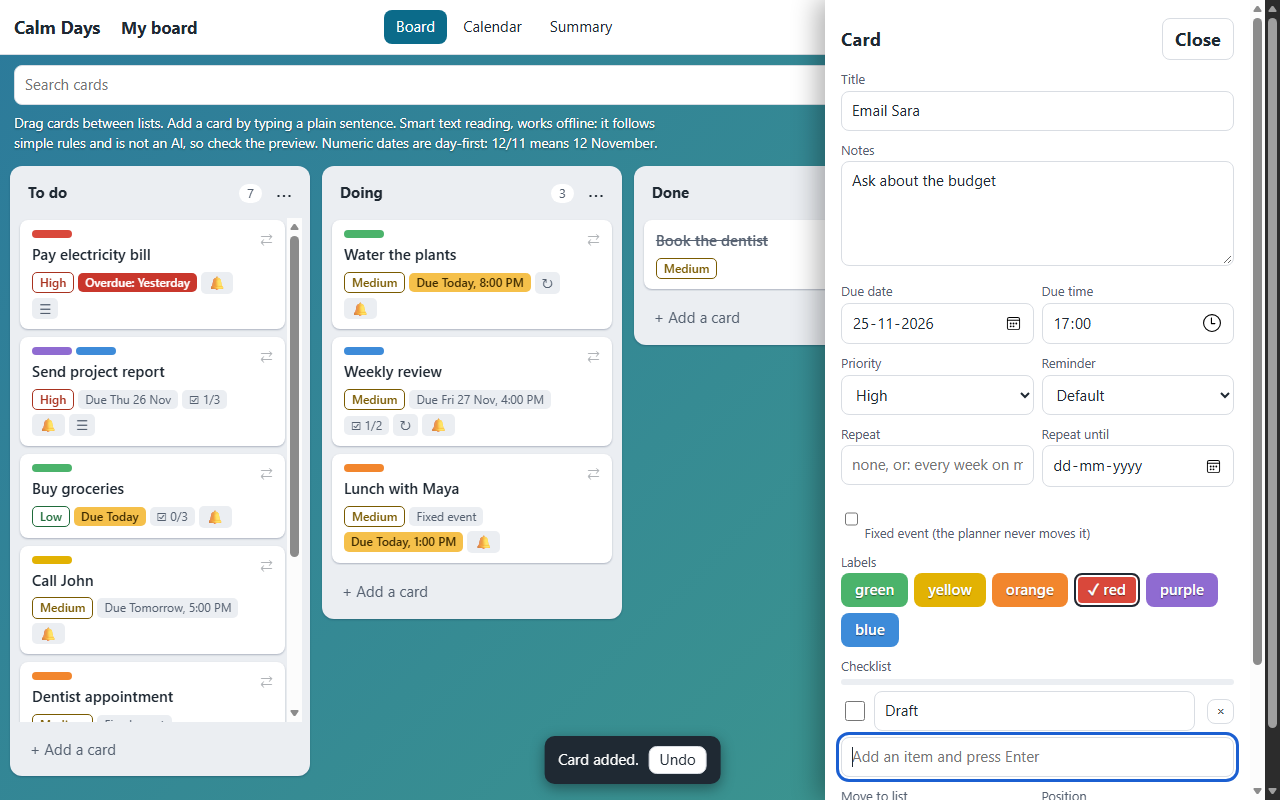 Calm Days My board
Board Calendar Summary
Search cards
Drag cards between lists. Add a card by typing a plain sentence. Smart text reading, works offline: it follows
simple rules and is not an AI, so check the preview. Numeric dates are day-first: 12/11 means 12 November.
To do 7 ...
Pay electricity bill
High Overdue: Yesterday
Send project report
High Due Thu 26 Nov 1/3
Buy groceries
Low Due Today 0/3
Call John
Medium Due Tomorrow, 5:00 PM
Dentist appointment
+ Add a card
Doing 3 ...
Water the plants
Medium Due Today, 8:00 PM
Weekly review
Medium Due Fri 27 Nov, 4:00 PM
1/2
Lunch with Maya
Medium Fixed event
Due Today, 1:00 PM
+ Add a card
Done
Book the dentist
Medium
+ Add a card
Card added. Undo
Card Close
Title
Email Sara
Notes
Ask about the budget
Due date Due time
25-11-2026 17:00
Priority Reminder
High Default
Repeat Repeat until
none, or: every week on m dd-mm-yyyy
Fixed event (the planner never moves it)
Labels
green yellow orange ✓ red purple
blue
Checklist
Draft ×
Add an item and press Enter
Move to list Position